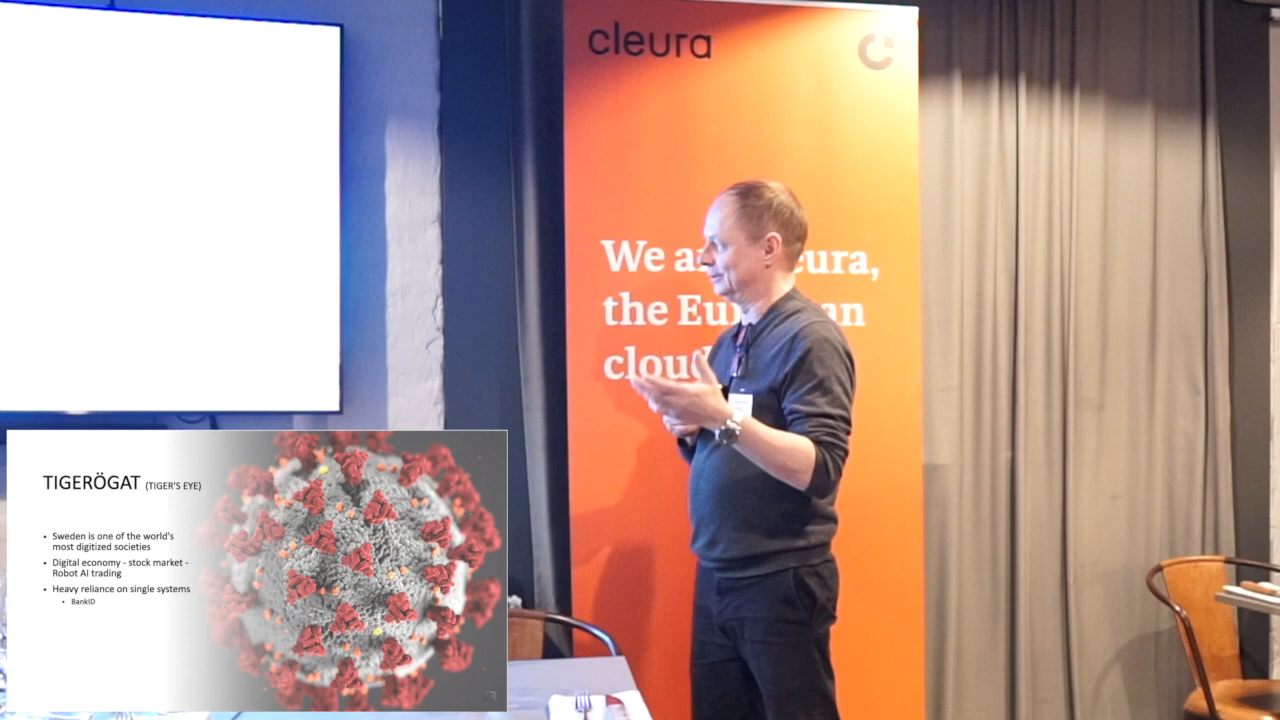 cleura
We a eura,
the Eu an
cloud
TIGERÖGAT (TIGER'S EYE)
• Sweden is one of the world's
most digitized societies
• Digital economy - stock market -
Robot AI trading
• Heavy reliance on single systems
• BankID